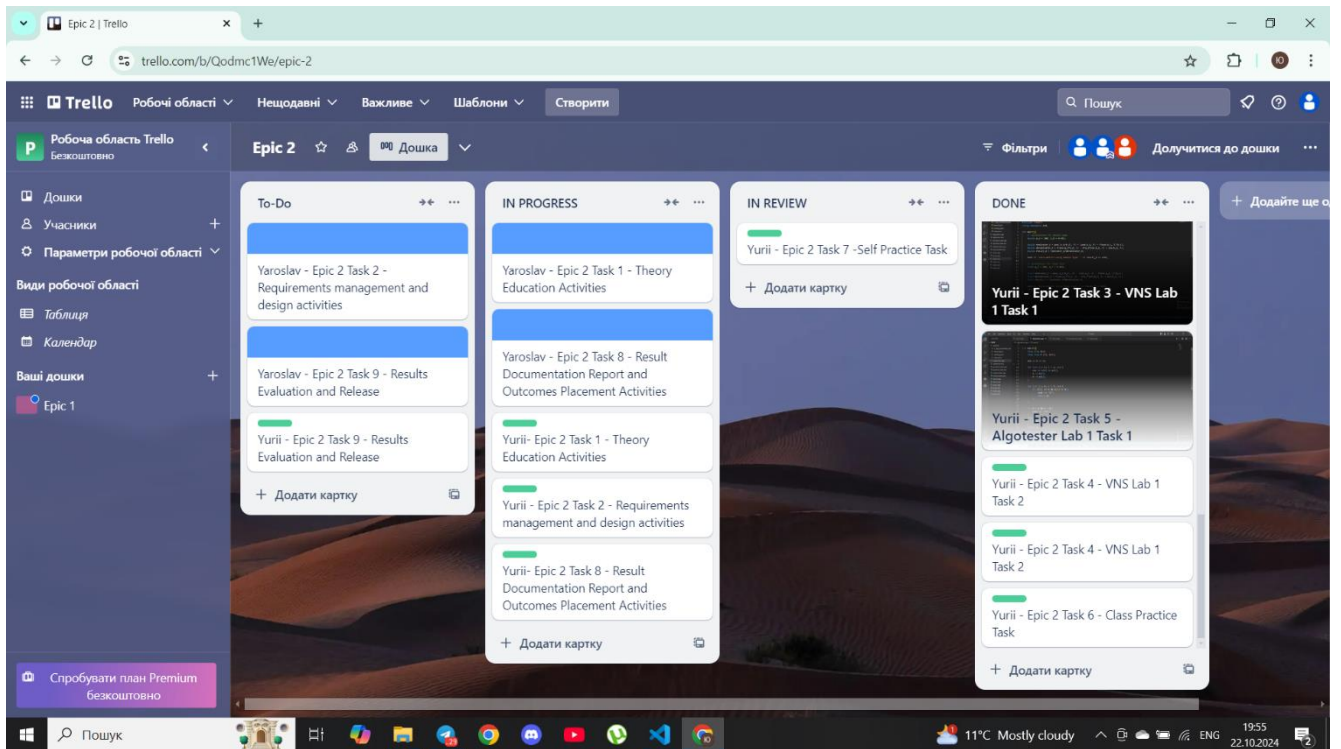 Epic 2 | Trello
trello.com/b/Qodmc1We/epic-2
Ю
Trello Робочі області Нещодавні Важливе Шаблони Створити Пошук
P Робоча область Trello
Безкоштовно
Epic 2 Дошка Фільтри Долучитися до дошки
Дошки
Учасники
Параметри робочої області
Види робочої області
Таблиця
Календар
Ваші дошки
Epic 1
Спробувати план Premium
безкоштовно
To-Do
Yaroslav - Epic 2 Task 2 -
Requirements management and
design activities
Yaroslav - Epic 2 Task 9 - Results
Evaluation and Release
Yurii - Epic 2 Task 9 - Results
Evaluation and Release
+ Додати картку
IN PROGRESS
Yaroslav - Epic 2 Task 1 - Theory
Education Activities
Yaroslav - Epic 2 Task 8 - Result
Documentation Report and
Outcomes Placement Activities
Yurii- Epic 2 Task 1 - Theory
Education Activities
Yurii - Epic 2 Task 2 - Requirements
management and design activities
Yurii- Epic 2 Task 8 - Result
Documentation Report and
Outcomes Placement Activities
+ Додати картку
IN REVIEW
Yurii - Epic 2 Task 7 -Self Practice Task
+ Додати картку
DONE
Yurii - Epic 2 Task 3 - VNS Lab
1 Task 1
Yurii - Epic 2 Task 5 -
Algotester Lab 1 Task 1
Yurii - Epic 2 Task 4 - VNS Lab 1
Task 2
Yurii - Epic 2 Task 4 - VNS Lab 1
Task 2
Yurii - Epic 2 Task 6 - Class Practice
Task
+ Додати картку
+ Додайте ще
Пошук
11°C Mostly cloudy ENG
19:55
22.10.2024
2